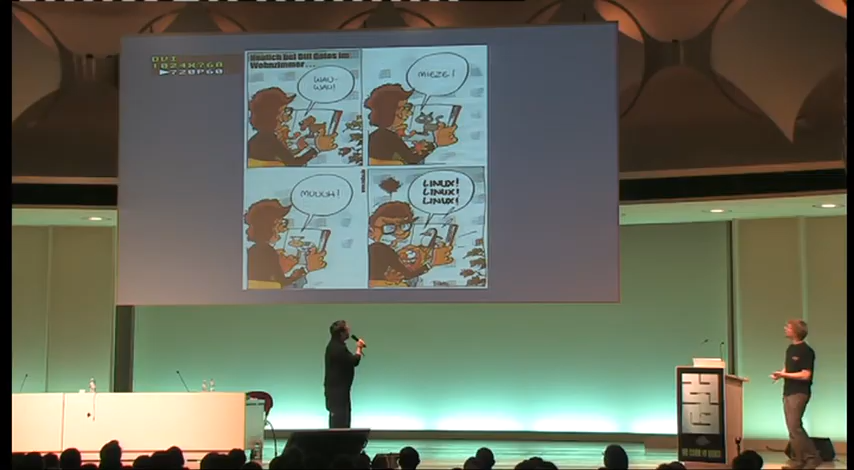 DVI
1024X768
▶720P60
Neulich bei Bill Gates im
Wohnzimmer...
WAU-
WAU!
MIEZE!
MUUUH!
LINUX!
LINUX!
LINUX!